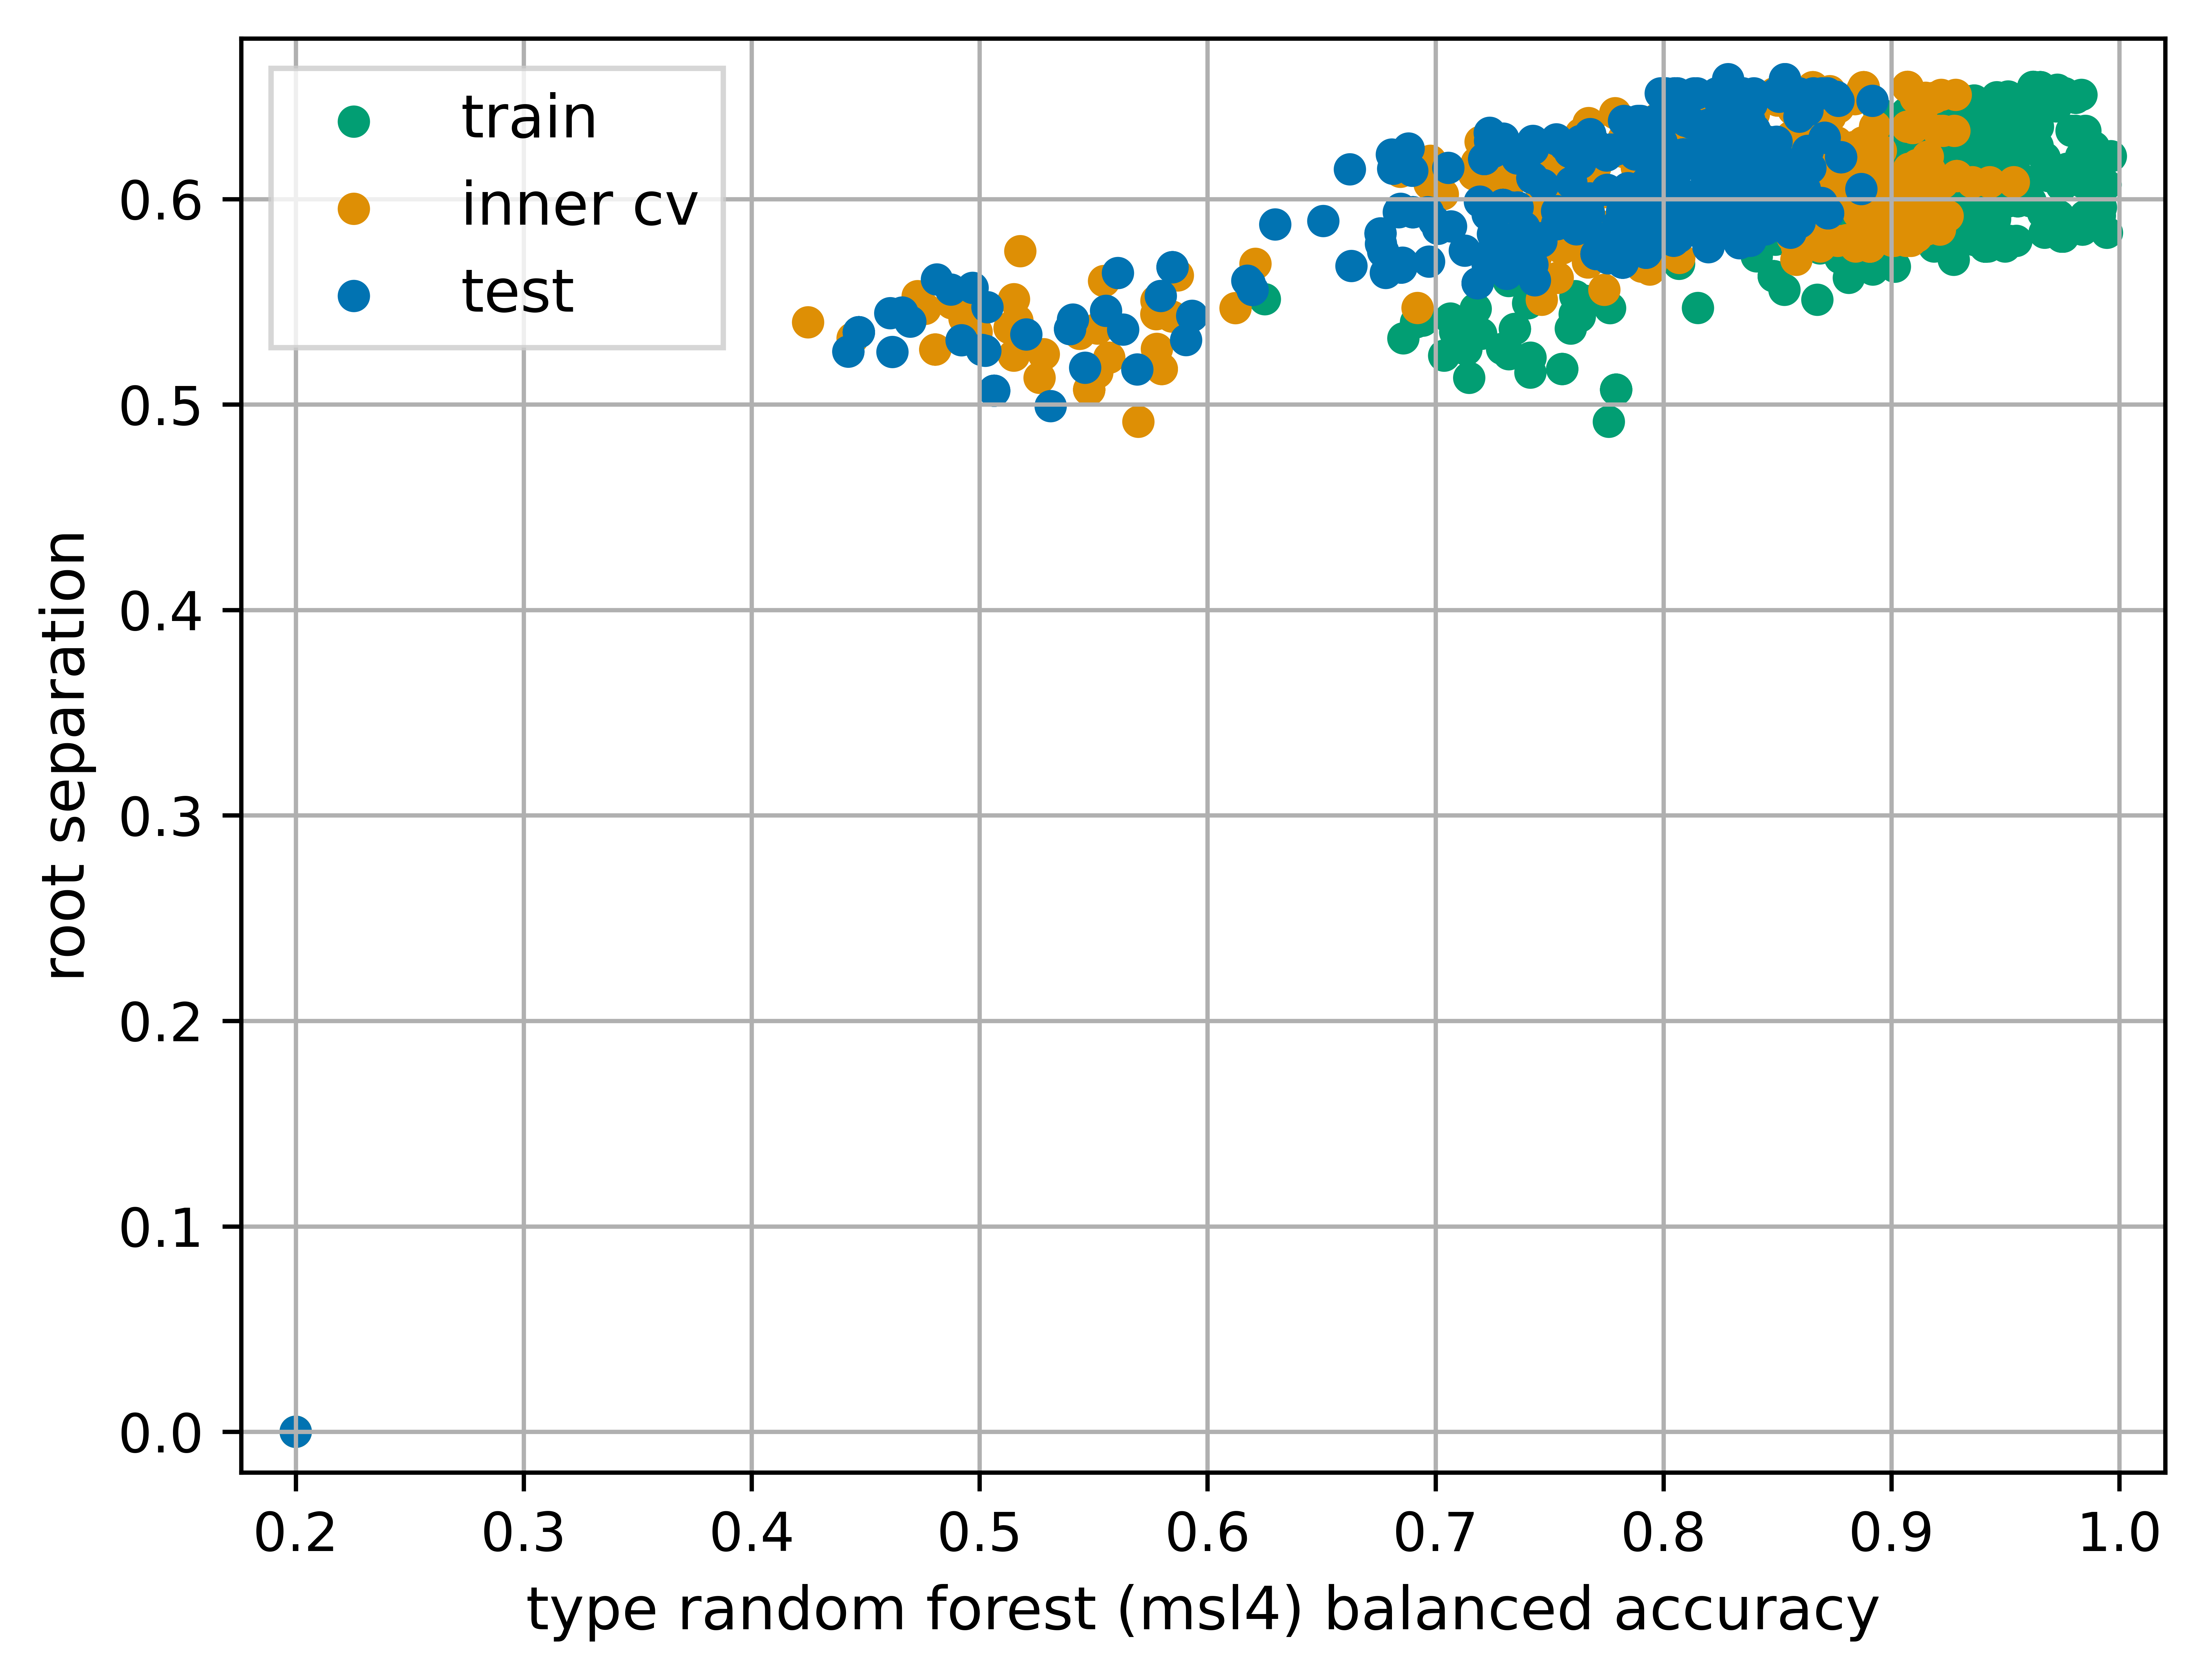 train
inner cv
test
0.6
0.5
0.4
0.3
0.2
0.1
0.0
root separation
0.2 0.3 0.4 0.5 0.6 0.7 0.8 0.9 1.0
type random forest (msl4) balanced accuracy